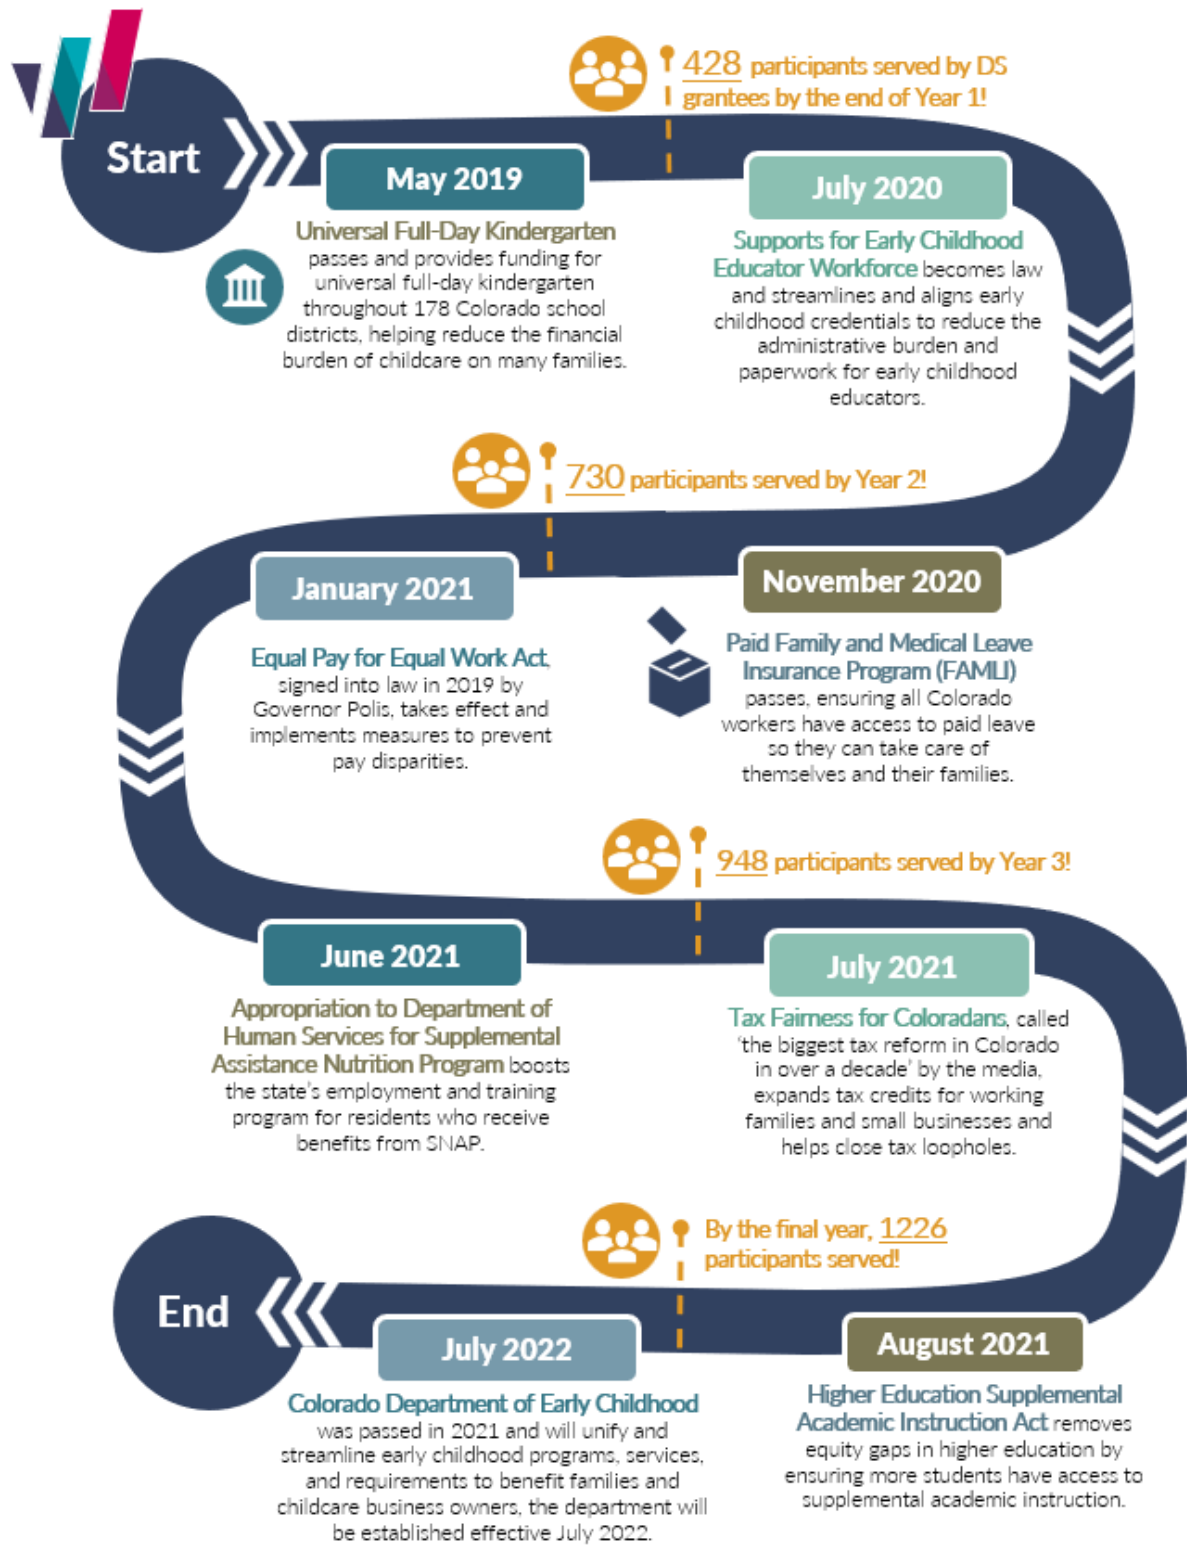 Start
428 participants served by DS
grantees by the end of Year 1!
May 2019
Universal Full-Day Kindergarten
passes and provides funding for
universal full-day kindergarten
throughout 178 Colorado school
districts, helping reduce the financial
burden of childcare on many families.
July 2020
Supports for Early Childhood
Educator Workforce becomes law
and streamlines and aligns early
childhood credentials to reduce the
administrative burden and
paperwork for early childhood
educators.
730 participants served by Year 2!
November 2020
Paid Family and Medical Leave
Insurance Program (FAMLI)
passes, ensuring all Colorado
workers have access to paid leave
so they can take care of
themselves and their families.
January 2021
Equal Pay for Equal Work Act,
signed into law in 2019 by
Governor Polis, takes effect and
implements measures to prevent
pay disparities.
948 participants served by Year 3!
June 2021
Appropriation to Department of
Human Services for Supplemental
Assistance Nutrition Program boosts
the state's employment and training
program for residents who receive
benefits from SNAP.
July 2021
Tax Fairness for Coloradans, called
'the biggest tax reform in Colorado
in over a decade' by the media,
expands tax credits for working
families and small businesses and
helps close tax loopholes.
By the final year, 1226
participants served!
August 2021
Higher Education Supplemental
Academic Instruction Act removes
equity gaps in higher education by
ensuring more students have access to
supplemental academic instruction.
July 2022
Colorado Department of Early Childhood
was passed in 2021 and will unify and
streamline early childhood programs, services,
and requirements to benefit families and
childcare business owners, the department will
be established effective July 2022.
End